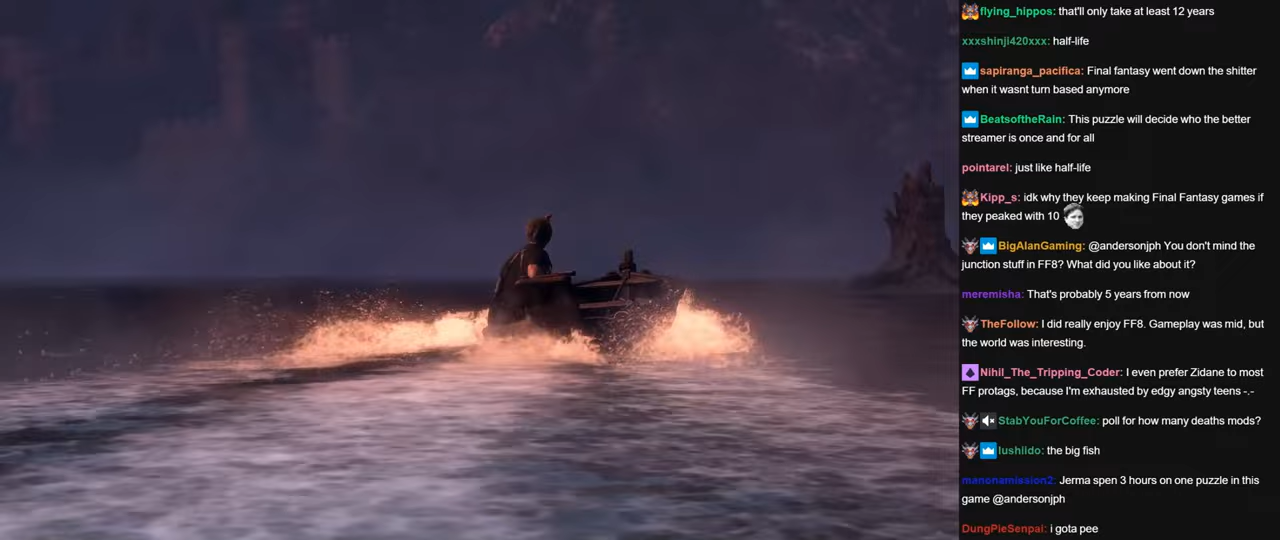 flying_hippos: that'll only take at least 12 years
xxxshinji420xxx: half-life
sapiranga_pacifica: Final fantasy went down the shitter
when it wasnt turn based anymore
BeatsoftheRain: This puzzle will decide who the better
streamer is once and for all
pointarel: just like half-life
Kipp_s: idk why they keep making Final Fantasy games if
they peaked with 10
BigAlanGaming: @andersonjph You don't mind the
junction stuff in FF8? What did you like about it?
meremisha: That's probably 5 years from now
TheFollow: I did really enjoy FF8. Gameplay was mid, but
the world was interesting.
Nihil_The_Tripping_Coder: I even prefer Zidane to most
FF protags, because I'm exhausted by edgy angsty teens -.-
StabYouForCoffee: poll for how many deaths mods?
lushiido: the big fish
manonamission2: Jerma spen 3 hours on one puzzle in this
game @andersonjph
DungPieSenpai: i gota pee